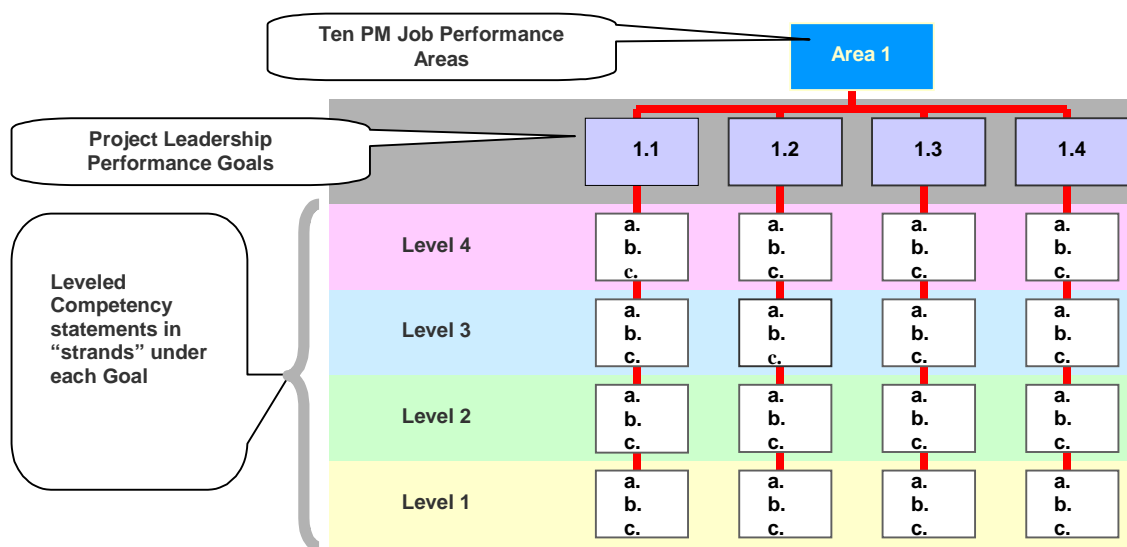 Ten PM Job Performance
Areas
Area 1
Project Leadership
Performance Goals
1.1
1.2
1.3
1.4
Leveled
Competency
statements in
“strands” under
each Goal
Level 4
a.
b.
c.
a.
b.
c.
a.
b.
c.
a.
b.
c.
Level 3
a.
b.
c.
a.
b.
c.
a.
b.
c.
a.
b.
c.
Level 2
a.
b.
c.
a.
b.
c.
a.
b.
c.
a.
b.
c.
Level 1
a.
b.
c.
a.
b.
c.
a.
b.
c.
a.
b.
c.